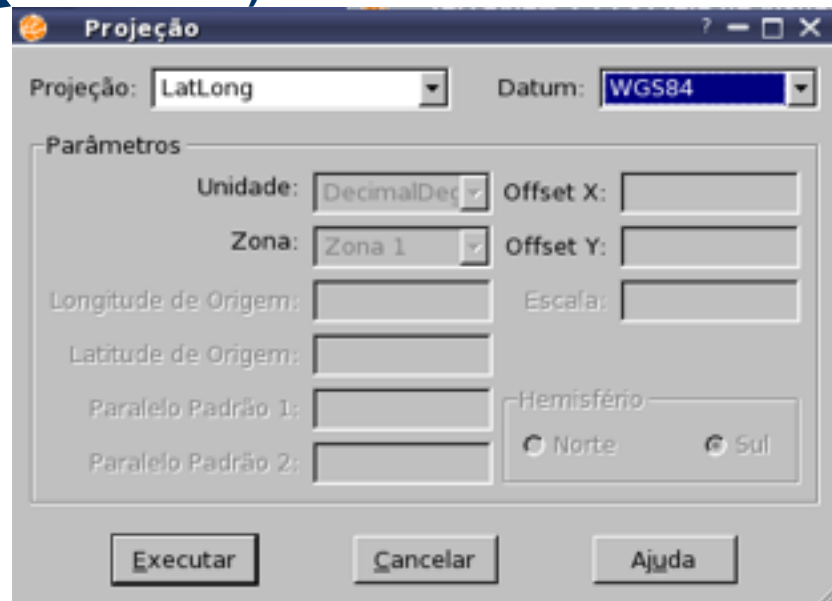 Projeção
Projeção: LatLong Datum: WGS84
Parâmetros
Unidade: DecimalDeg Offset X:
Zona: Zona 1 Offset Y:
Longitude de Origem: Escala:
Latitude de Origem:
Paralelo Padrão 1: Hemisfério
Paralelo Padrão 2: Norte Sul
Executar Cancelar Ajuda